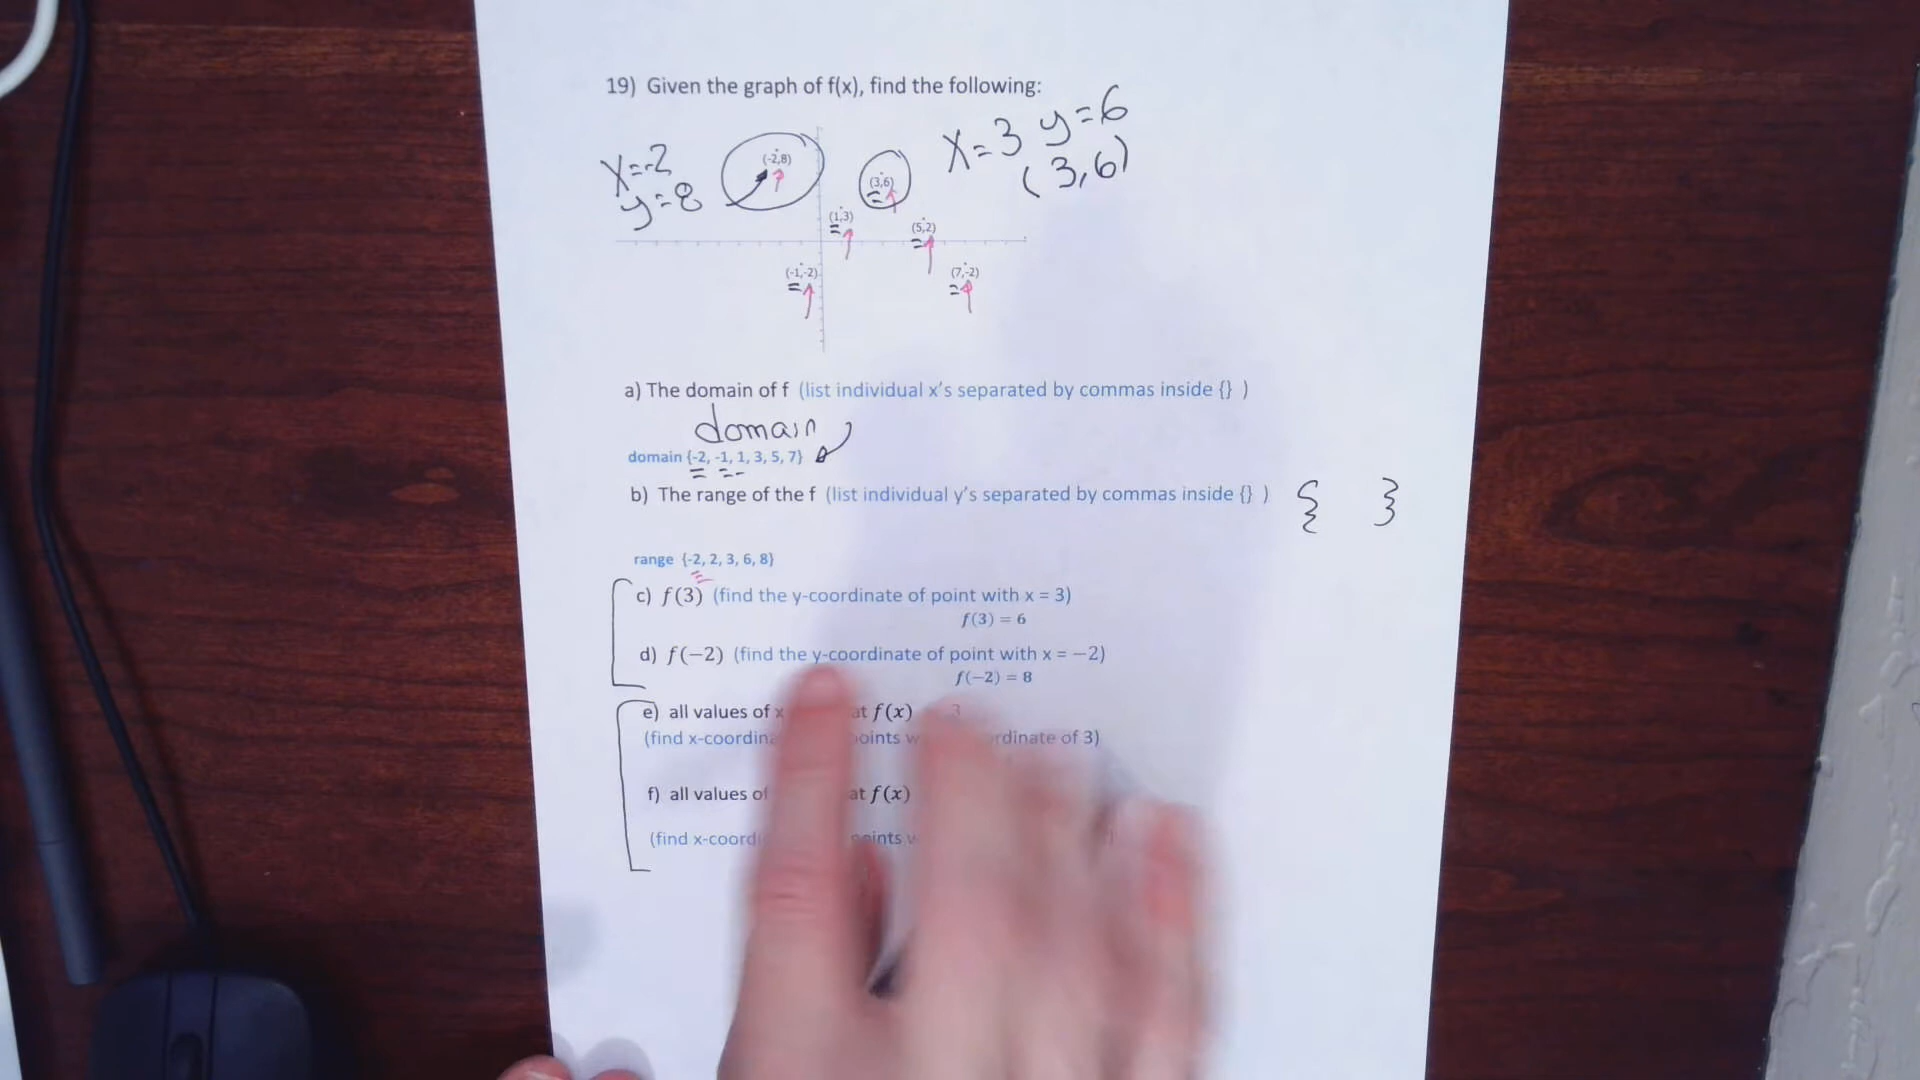 19) Given the graph of f(x), find the following:
x=3 y=6
(3,6)
x=-2
y=8
(-2,8)
(3,6)
(1,3)
(5,2)
(-1,-2)
(7,-2)
a) The domain of f (list individual x's separated by commas inside {} )
domain
domain {-2, -1, 1, 3, 5, 7}
b) The range of the f (list individual y's separated by commas inside {} ) { }
range {-2, 2, 3, 6, 8}
c) f(3) (find the y-coordinate of point with x = 3)
f(3) = 6
d) f(−2) (find the y-coordinate of point with x = −2)
f(−2) = 8
e) all values of x at f(x) 3
(find x-coordina oints w rdinate of 3)
f) all values of at f(x)
(find x-coordi points w